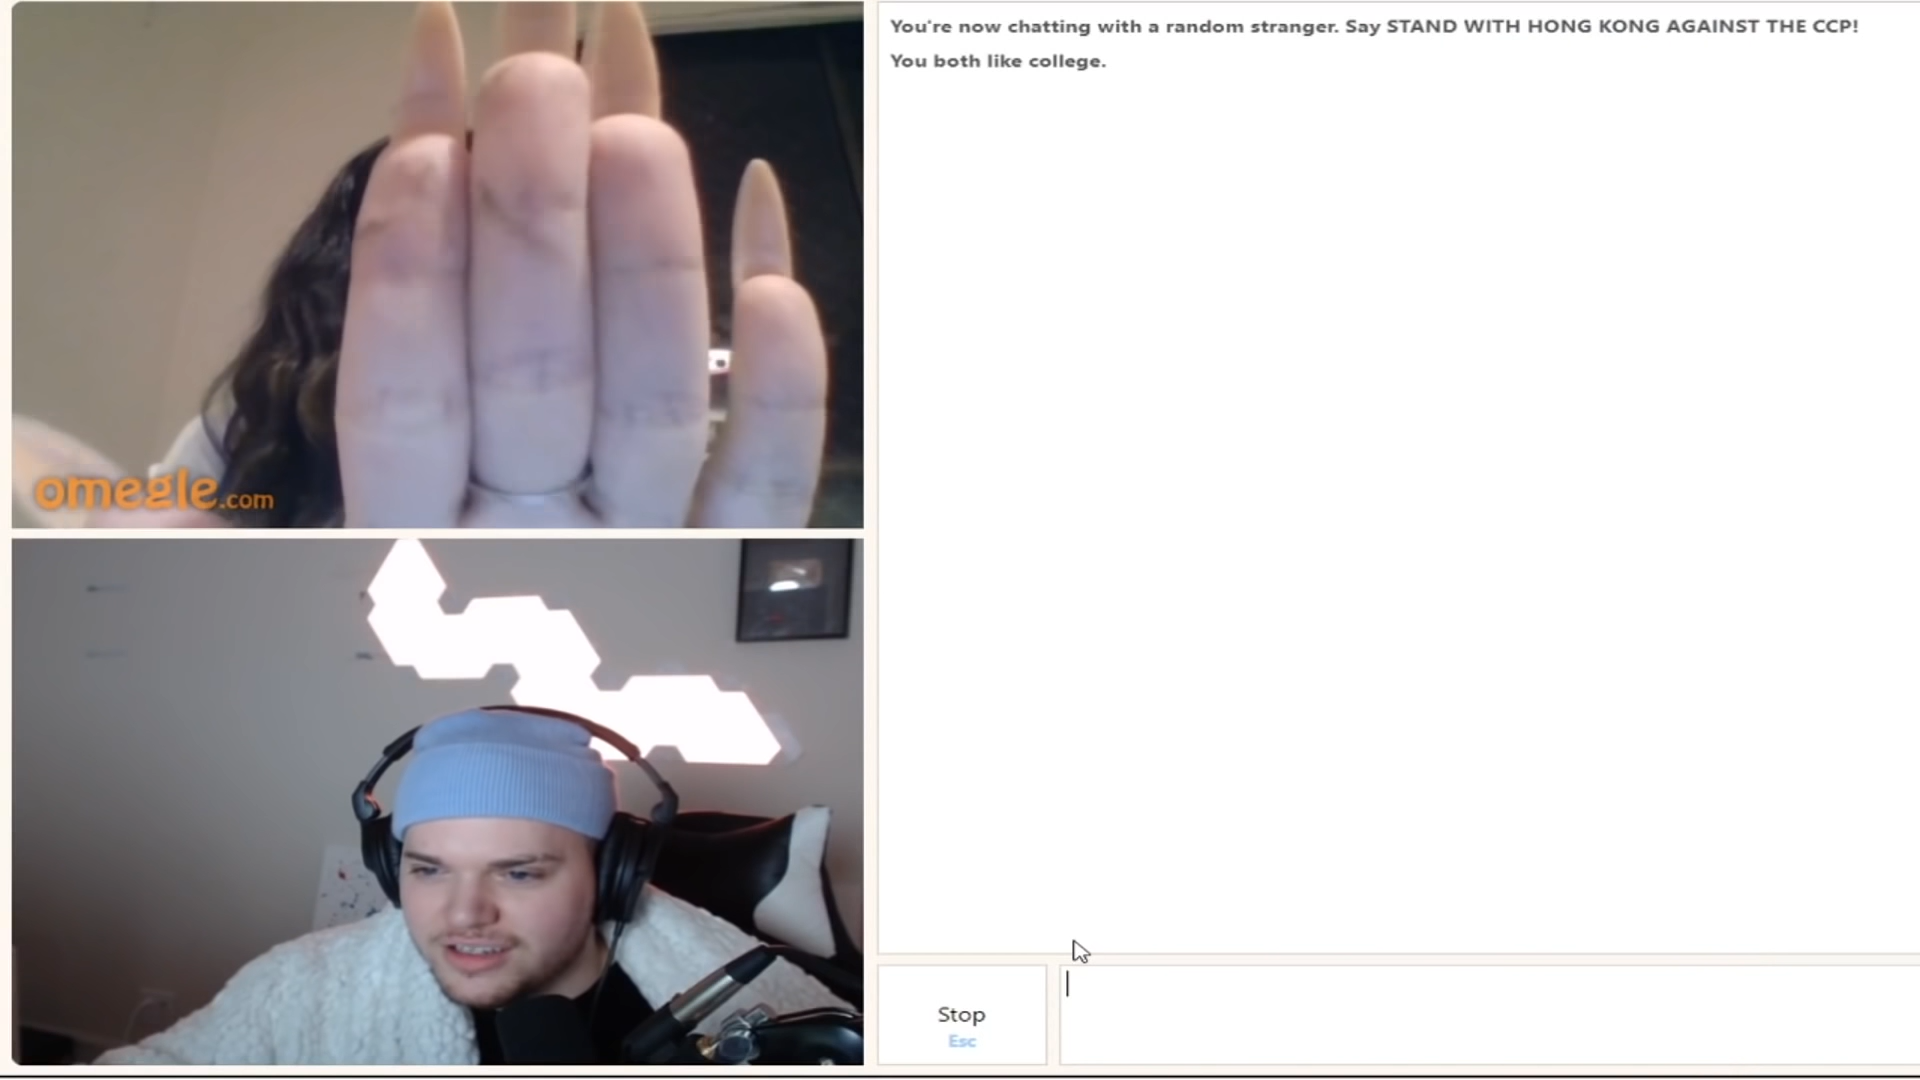 You're now chatting with a random stranger. Say STAND WITH HONG KONG AGAINST THE CCP!
You both like college.
omegle.com
Stop
Esc